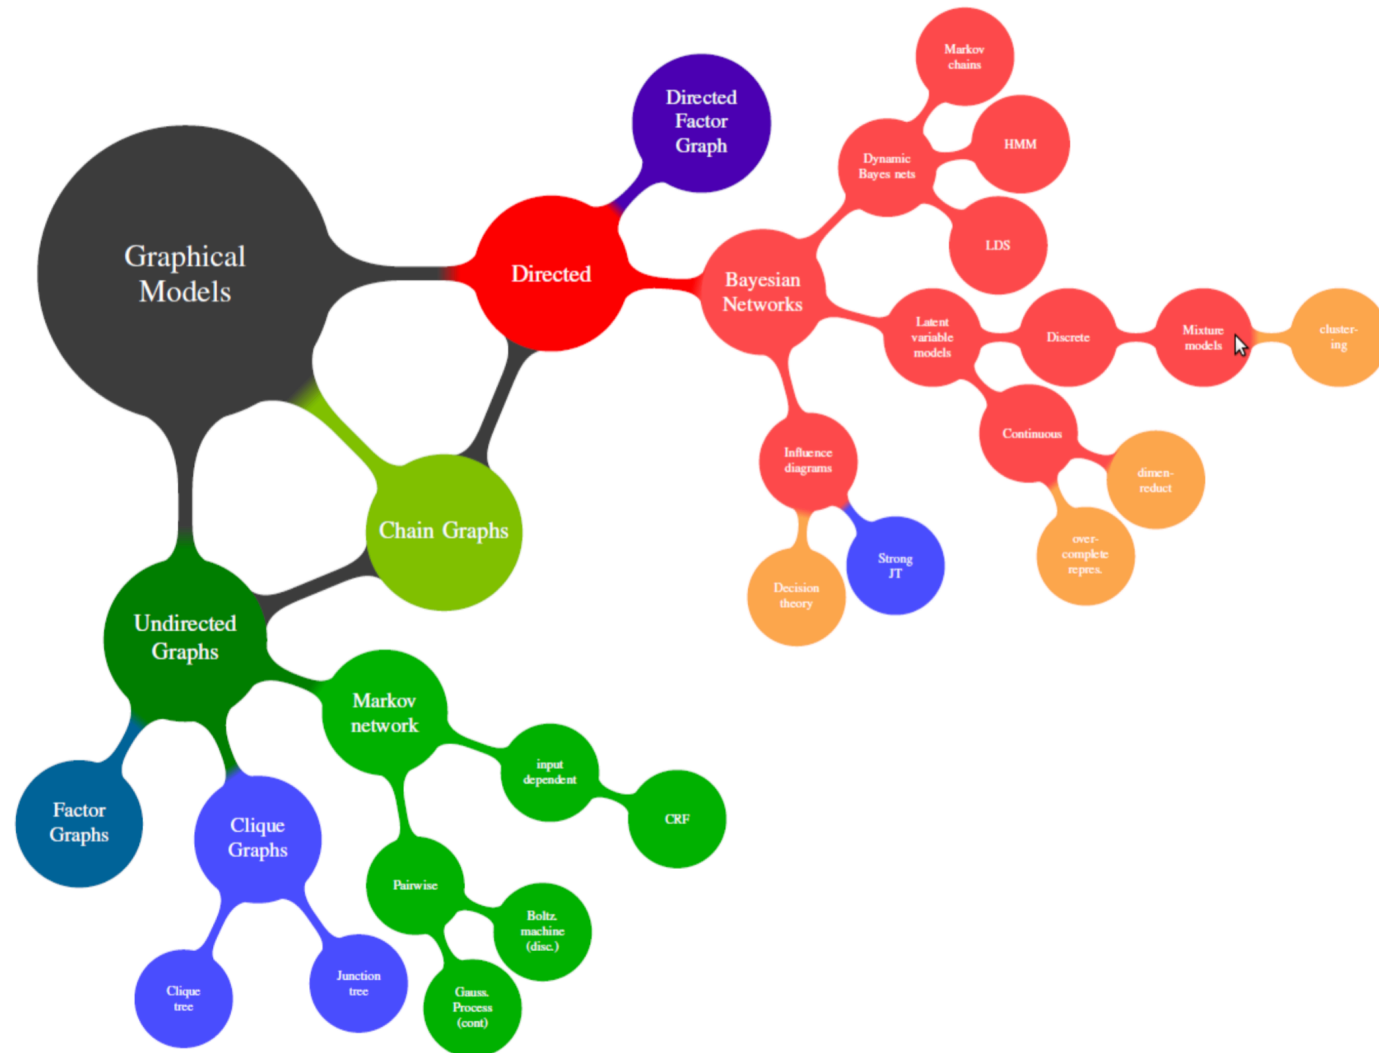 Graphical
Models
Directed
Directed
Factor
Graph
Bayesian
Networks
Dynamic
Bayes nets
Markov
chains
HMM
LDS
Latent
variable
models
Discrete
Mixture
models
cluster-
ing
Continuous
dimen-
reduct
over-
complete
repres.
Influence
diagrams
Strong
JT
Decision
theory
Chain Graphs
Undirected
Graphs
Markov
network
input
dependent
CRF
Pairwise
Boltz.
machine
(disc.)
Gauss.
Process
(cont)
Factor
Graphs
Clique
Graphs
Clique
tree
Junction
tree